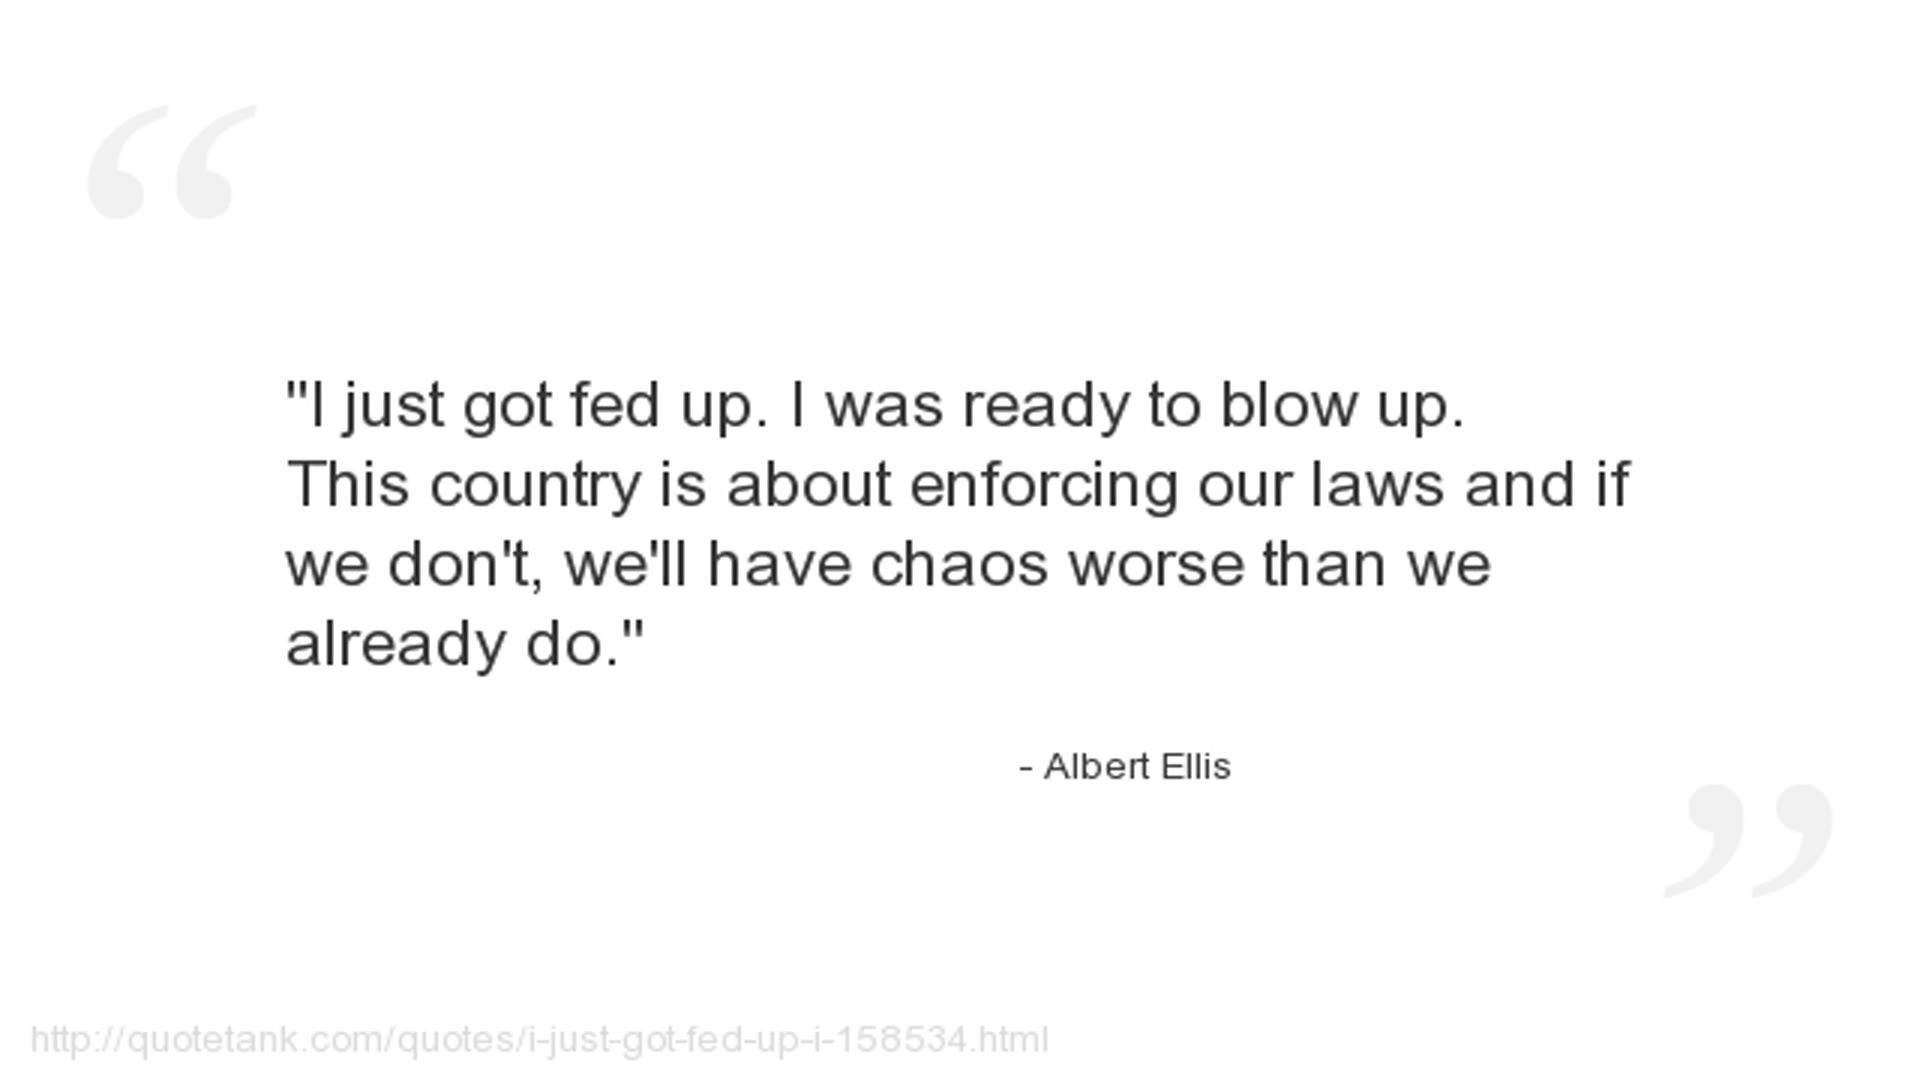 "I just got fed up. I was ready to blow up.
This country is about enforcing our laws and if
we don't, we'll have chaos worse than we
already do."
- Albert Ellis
http://quotetank.com/quotes/i-just-got-fed-up-i-158534.html